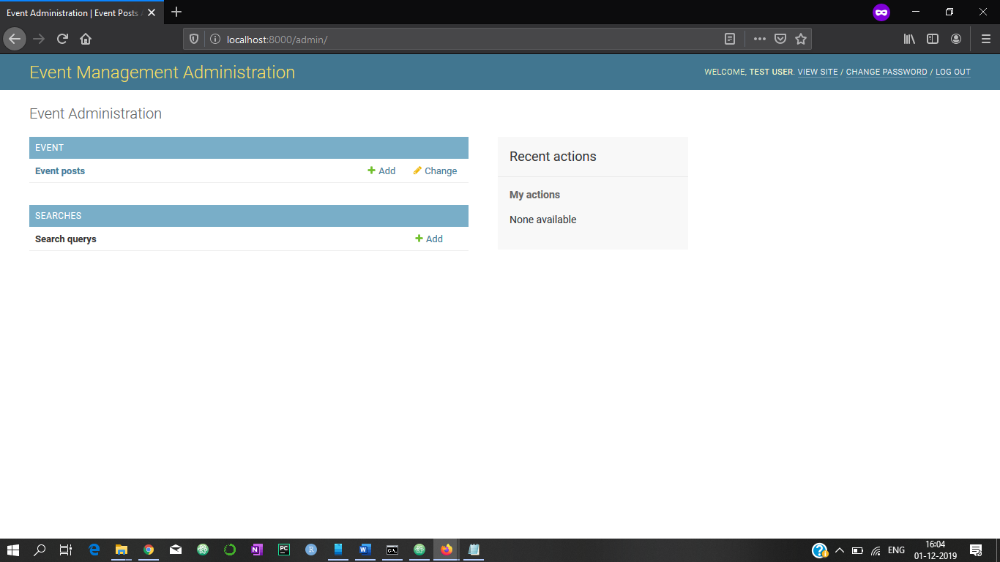 Event Administration | Event Posts
localhost:8000/admin/
Event Management Administration
WELCOME, TEST USER. VIEW SITE / CHANGE PASSWORD / LOG OUT
Event Administration
EVENT
Event posts
Add
Change
SEARCHES
Search querys
Add
Recent actions
My actions
None available
ENG
16:04
01-12-2019